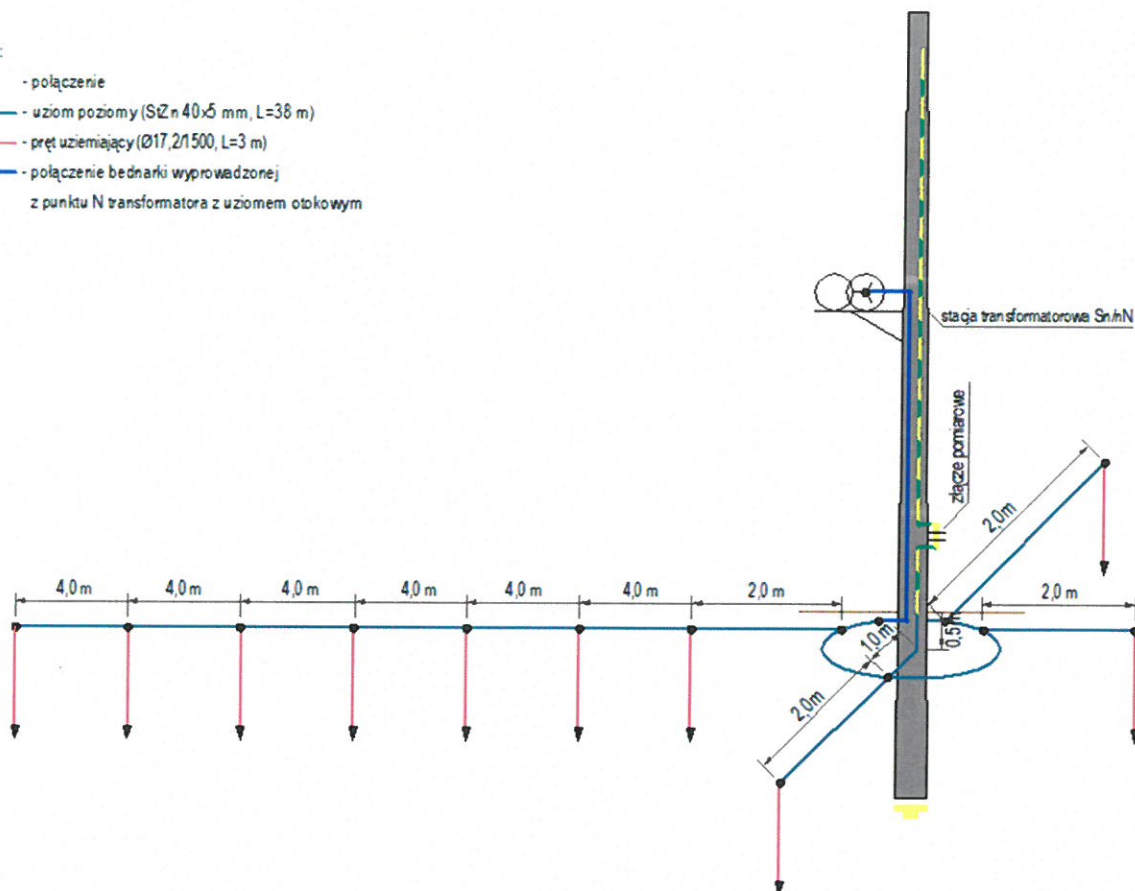 :
- połączenie
- uziom poziomy (StZn 40x5 mm, L=38 m)
- pręt uziemiający (Ø17,2/1500, L=3 m)
- połączenie bednarki wyprowadzonej
z punktu N transformatora z uziomem otokowym
stacja transformatorowa Sn/nN
złącze pomiarowe
2,0m
4,0 m
4,0 m
4,0 m
4,0 m
4,0 m
4,0 m
2,0 m
2,0 m
0,5 m
1,0 m
2,0m